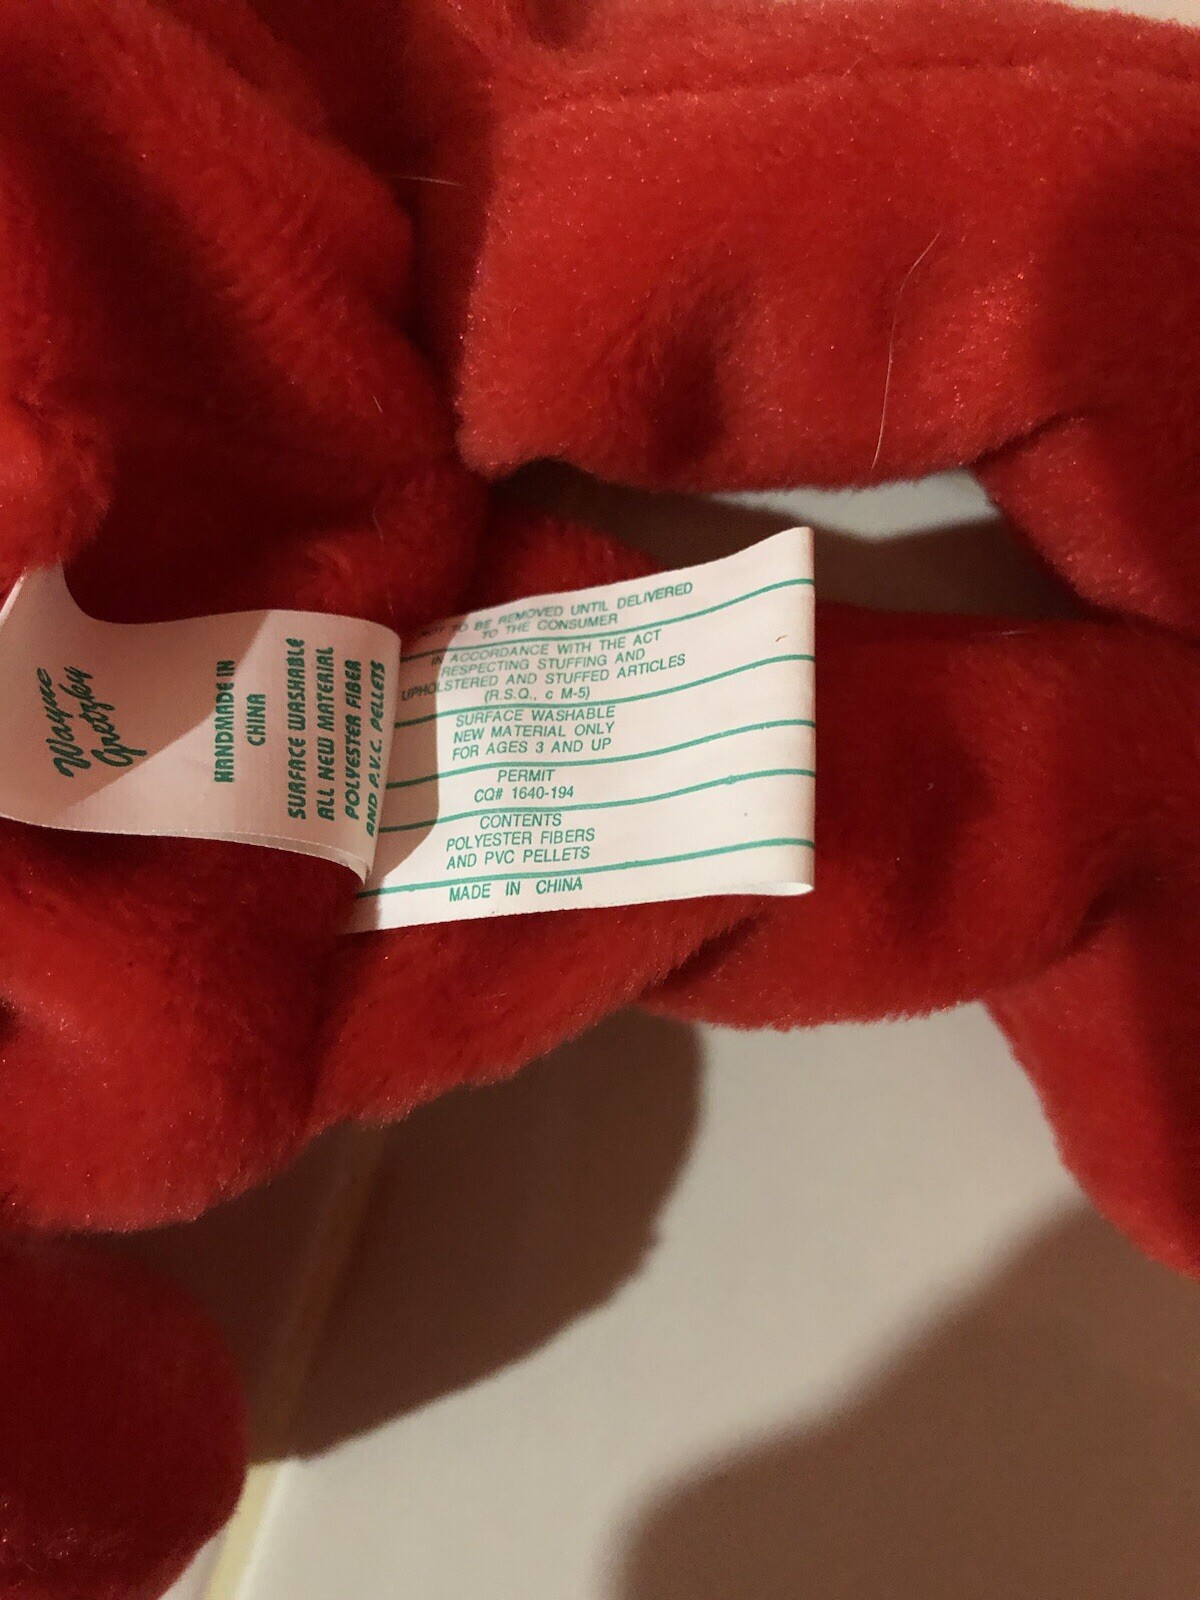 Wayne
Gretzky
HANDMADE IN
CHINA
SURFACE WASHABLE
ALL NEW MATERIAL
POLYESTER FIBER
AND P.V.C. PELLETS
TO BE REMOVED UNTIL DELIVERED
TO THE CONSUMER
IN ACCORDANCE WITH THE ACT
RESPECTING STUFFING AND
UPHOLSTERED AND STUFFED ARTICLES
(R.S.Q., c M-5)
SURFACE WASHABLE
NEW MATERIAL ONLY
FOR AGES 3 AND UP
PERMIT
CQ# 1640-194
CONTENTS
POLYESTER FIBERS
AND PVC PELLETS
MADE IN CHINA